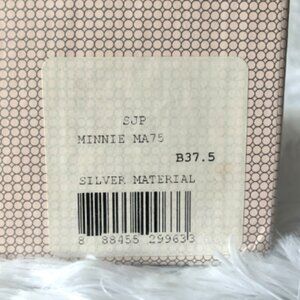 SJP
MINNIE MA75
B37.5
SILVER MATERIAL
8 88455 299633